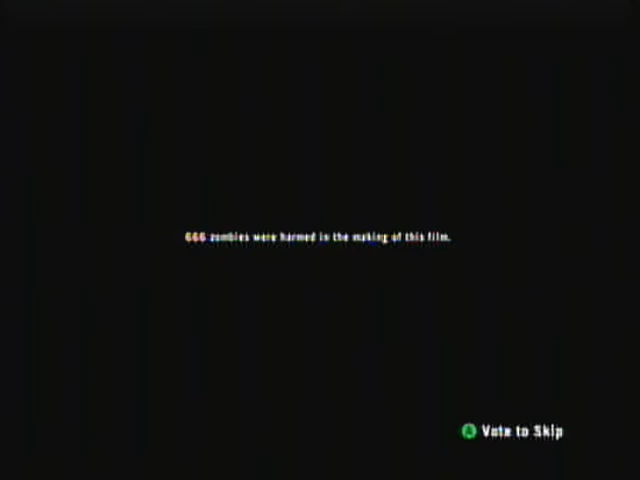 666 zombies were harmed in the making of this film.
A Vote to Skip